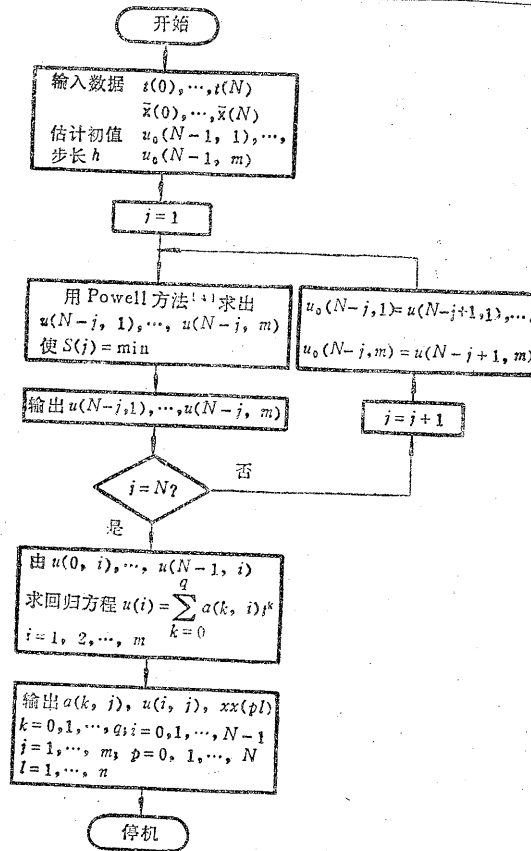 开始
输入数据 t(0),…,t(N)
x̄(0),…,x̄(N)
估计初值 u₀(N-1, 1),…,
步长 h u₀(N-1, m)
j=1
用 Powell 方法[4]求出
u(N-j, 1),…, u(N-j, m)
使 S(j)=min
u₀(N-j,1)=u(N-j+1,1),…,
u₀(N-j,m)=u(N-j+1, m)
输出 u(N-j,1),…,u(N-j, m)
j=j+1
j=N?
否
是
由 u(0, i),…, u(N-1, i)
求回归方程 u(i)=∑a(k, i)tᵏ
q
k=0
i=1, 2,…, m
输出 a(k, j), u(i, j), xx(pl)
k=0,1,…,q; i=0,1,…,N-1
j=1,…, m; p=0, 1,…, N
l=1,…, n
停机